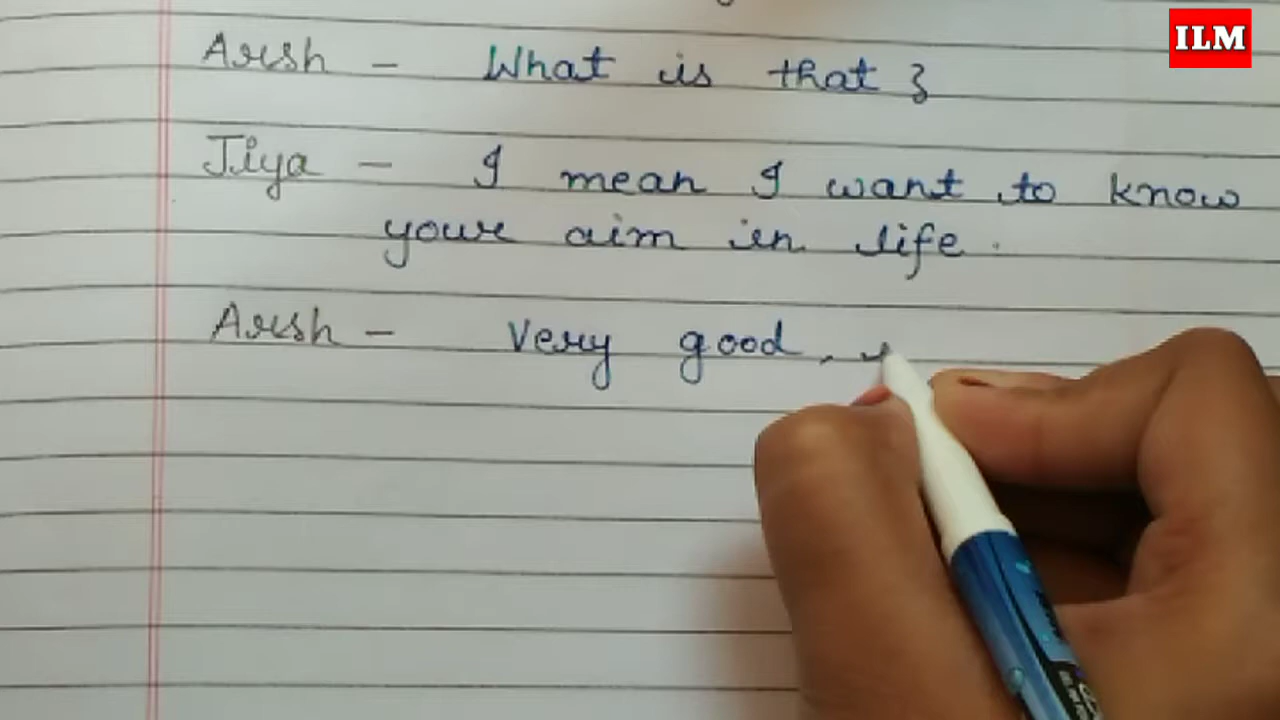 ILM
Arsh - What is that ?
Jiya - I mean I want to know
your aim in life .
Arsh - Very good ,